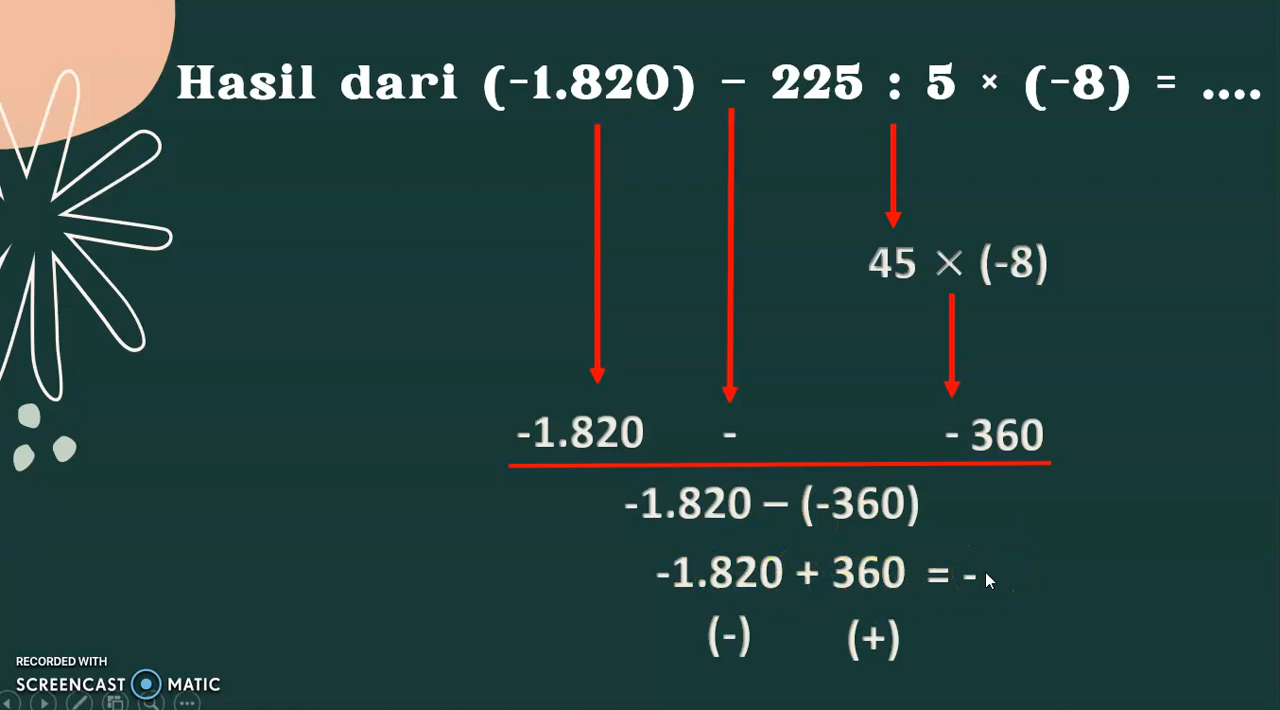 Hasil dari (-1.820) – 225 : 5 × (-8) = ....
45 × (-8)
-1.820 - - 360
-1.820 – (-360)
-1.820 + 360 = -
(-) (+)
RECORDED WITH
SCREENCAST MATIC